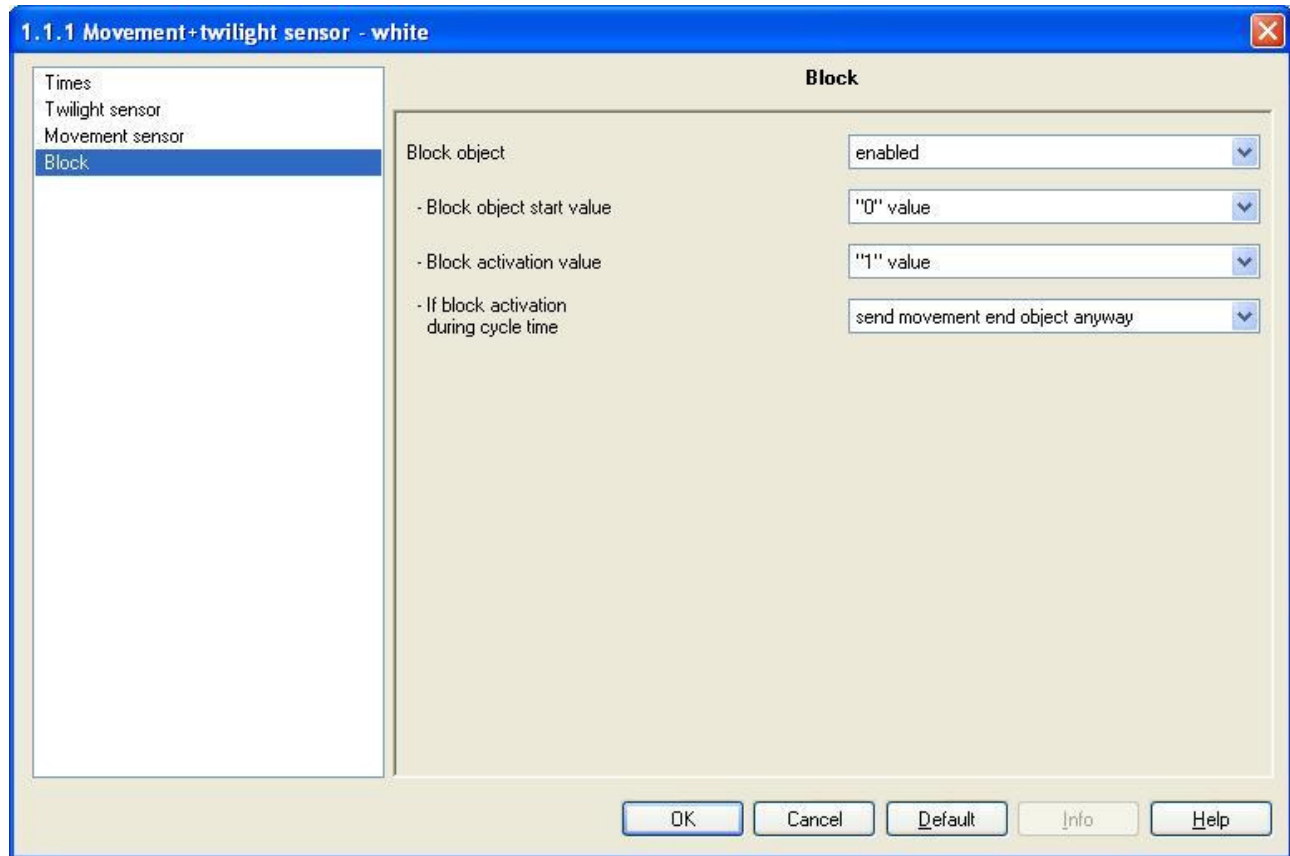 1.1.1 Movement+twilight sensor - white
Times
Twilight sensor
Movement sensor
Block
Block
Block object
enabled
- Block object start value
"0" value
- Block activation value
"1" value
- If block activation
during cycle time
send movement end object anyway
OK
Cancel
Default
Info
Help